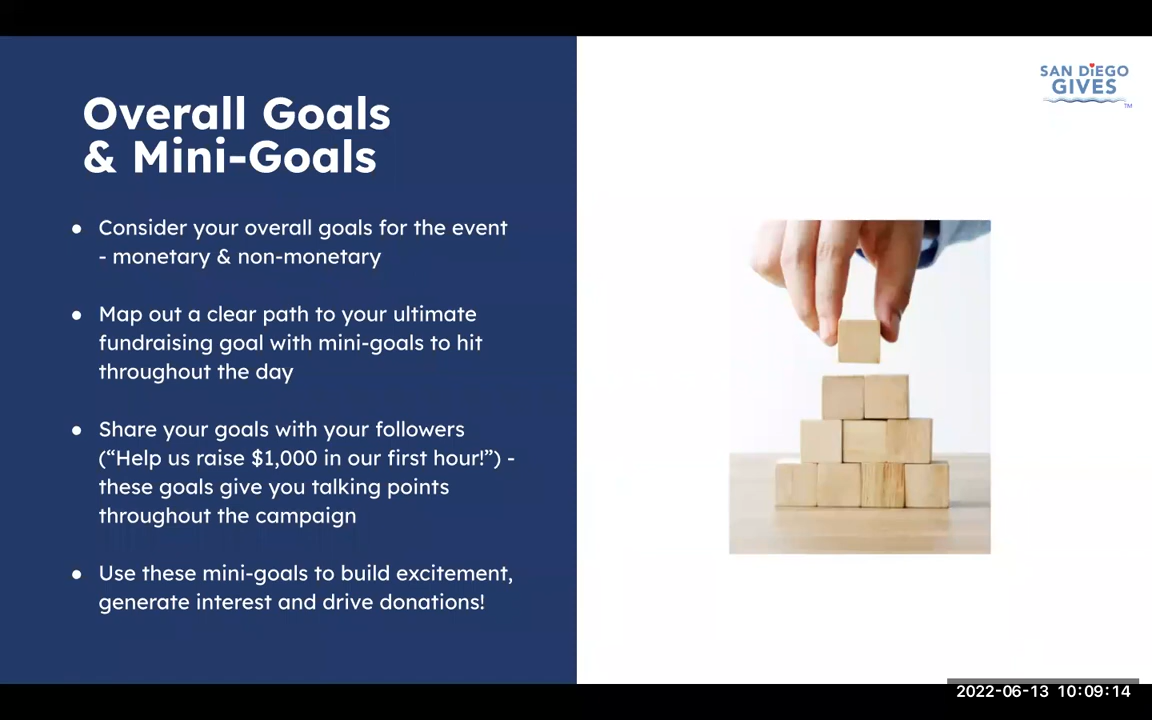 SAN DiEGO
GIVES
TM
Overall Goals
& Mini-Goals
● Consider your overall goals for the event
- monetary & non-monetary
● Map out a clear path to your ultimate
fundraising goal with mini-goals to hit
throughout the day
● Share your goals with your followers
(“Help us raise $1,000 in our first hour!”) -
these goals give you talking points
throughout the campaign
● Use these mini-goals to build excitement,
generate interest and drive donations!
2022-06-13 10:09:14